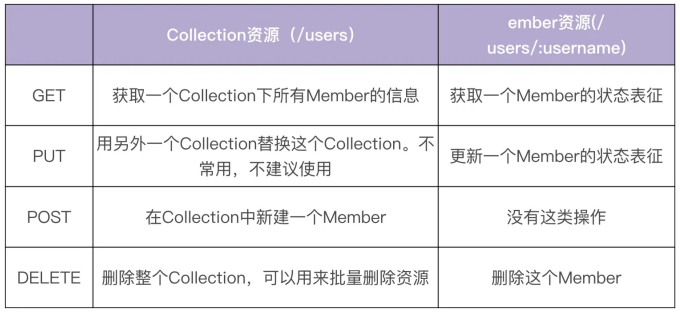 Collection资源（/users）
ember资源(/
users/:username)
GET
获取一个Collection下所有Member的信息
获取一个Member的状态表征
PUT
用另外一个Collection替换这个Collection。不
常用，不建议使用
更新一个Member的状态表征
POST
在Collection中新建一个Member
没有这类操作
DELETE
删除整个Collection，可以用来批量删除资源
删除这个Member